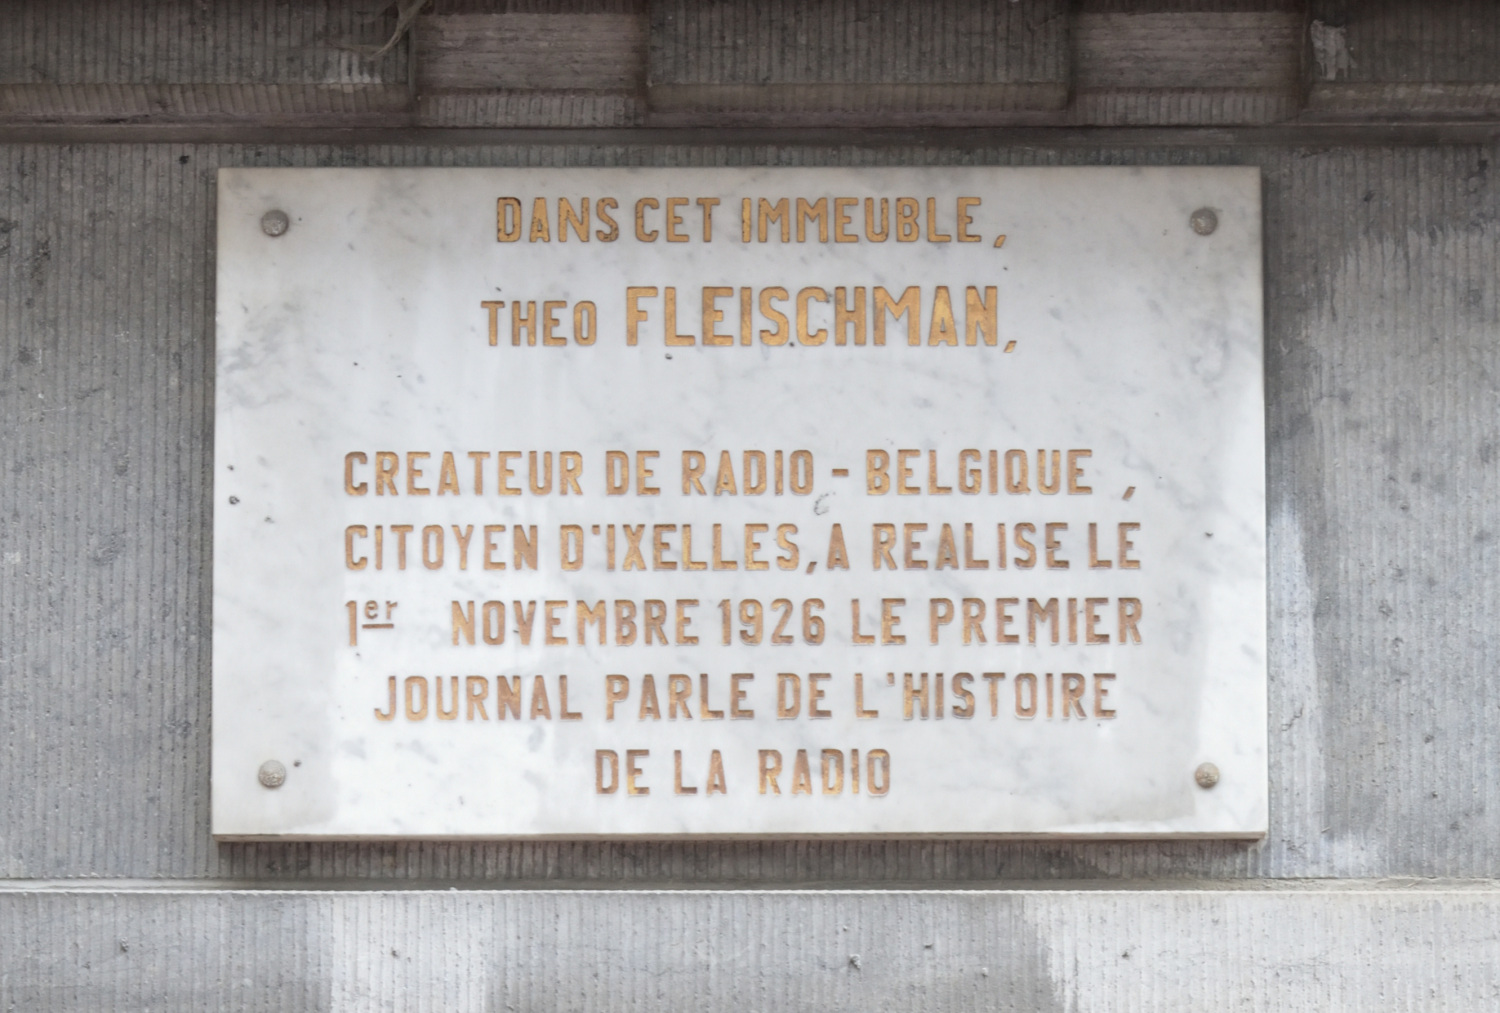 DANS CET IMMEUBLE,
THEO FLEISCHMAN,
CREATEUR DE RADIO - BELGIQUE ,
CITOYEN D'IXELLES, A REALISE LE
1er NOVEMBRE 1926 LE PREMIER
JOURNAL PARLE DE L'HISTOIRE
DE LA RADIO